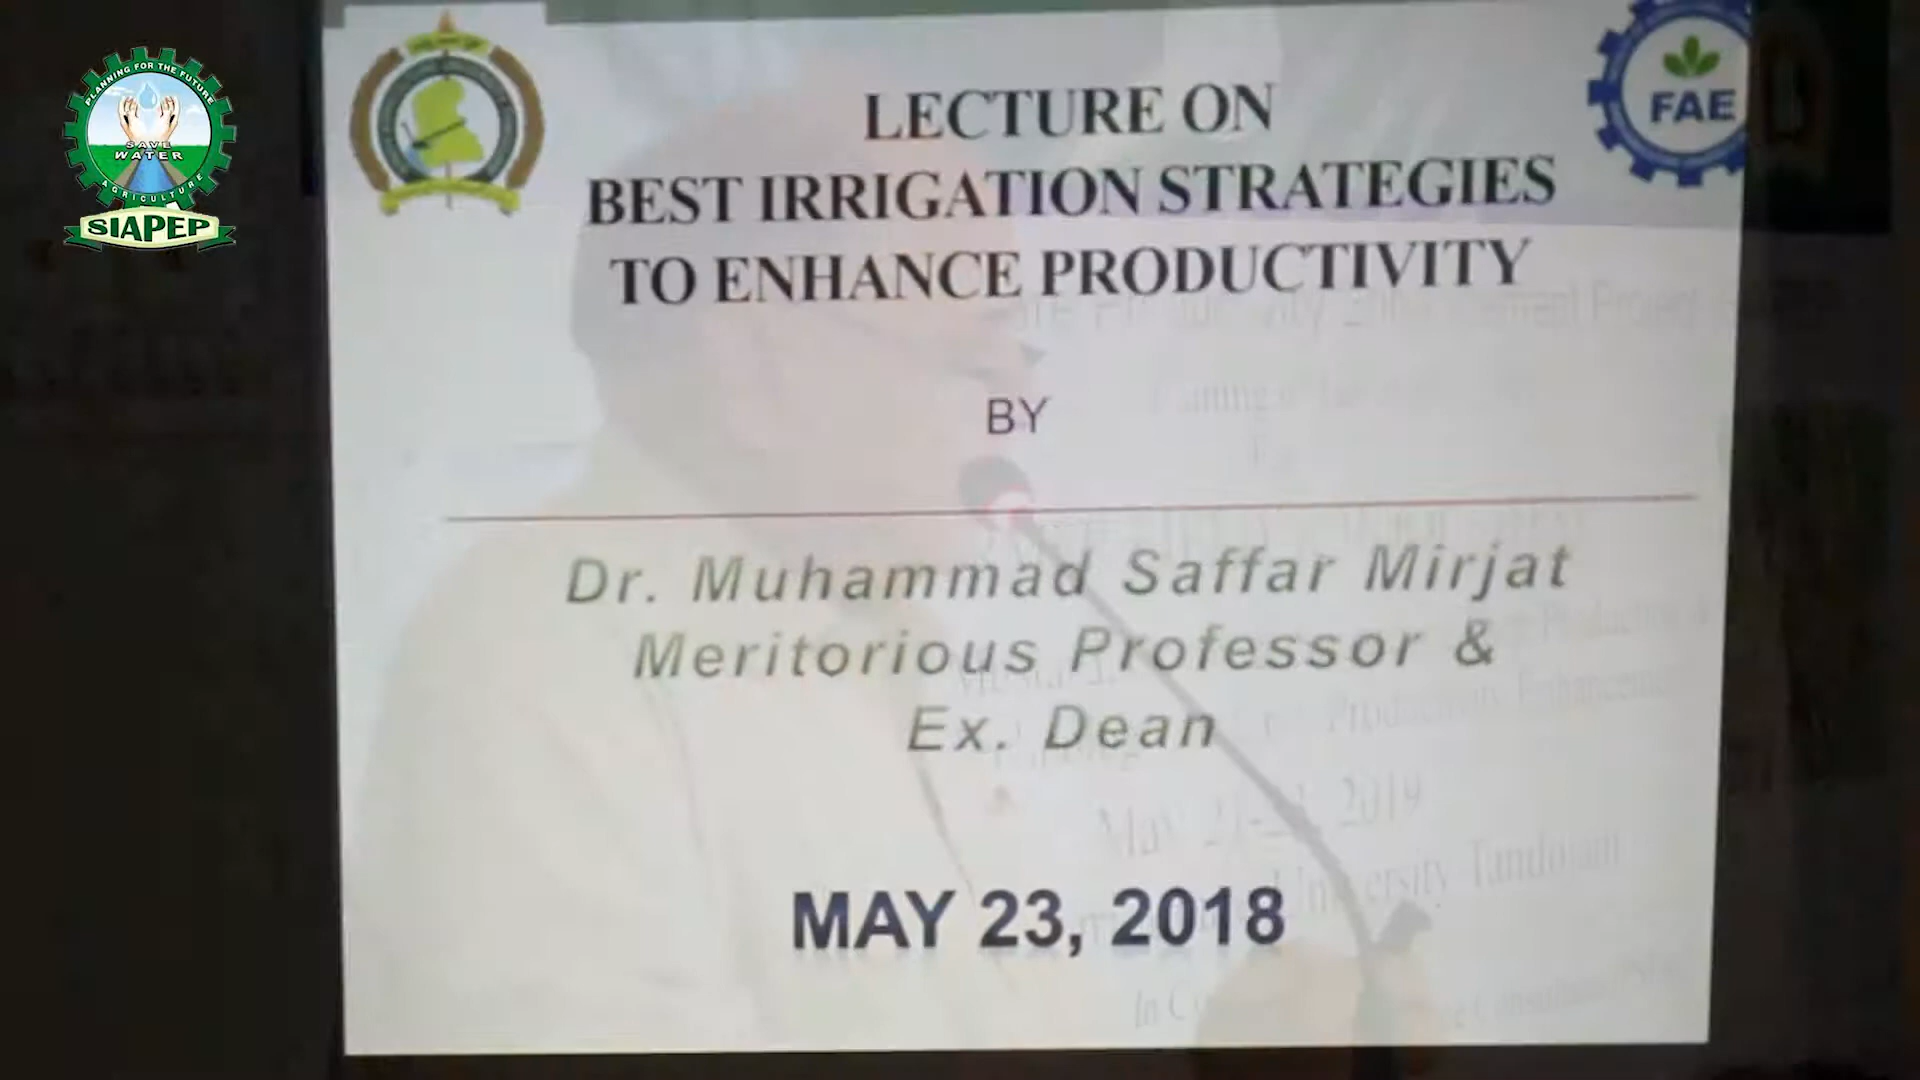 PLANNING FOR THE FUTURE
SAVE
WATER
AGRICULTURE
SIAPEP
FAE
LECTURE ON
BEST IRRIGATION STRATEGIES
TO ENHANCE PRODUCTIVITY
BY
Dr. Muhammad Saffar Mirjat
Meritorious Professor &
Ex. Dean
MAY 23, 2018
2019